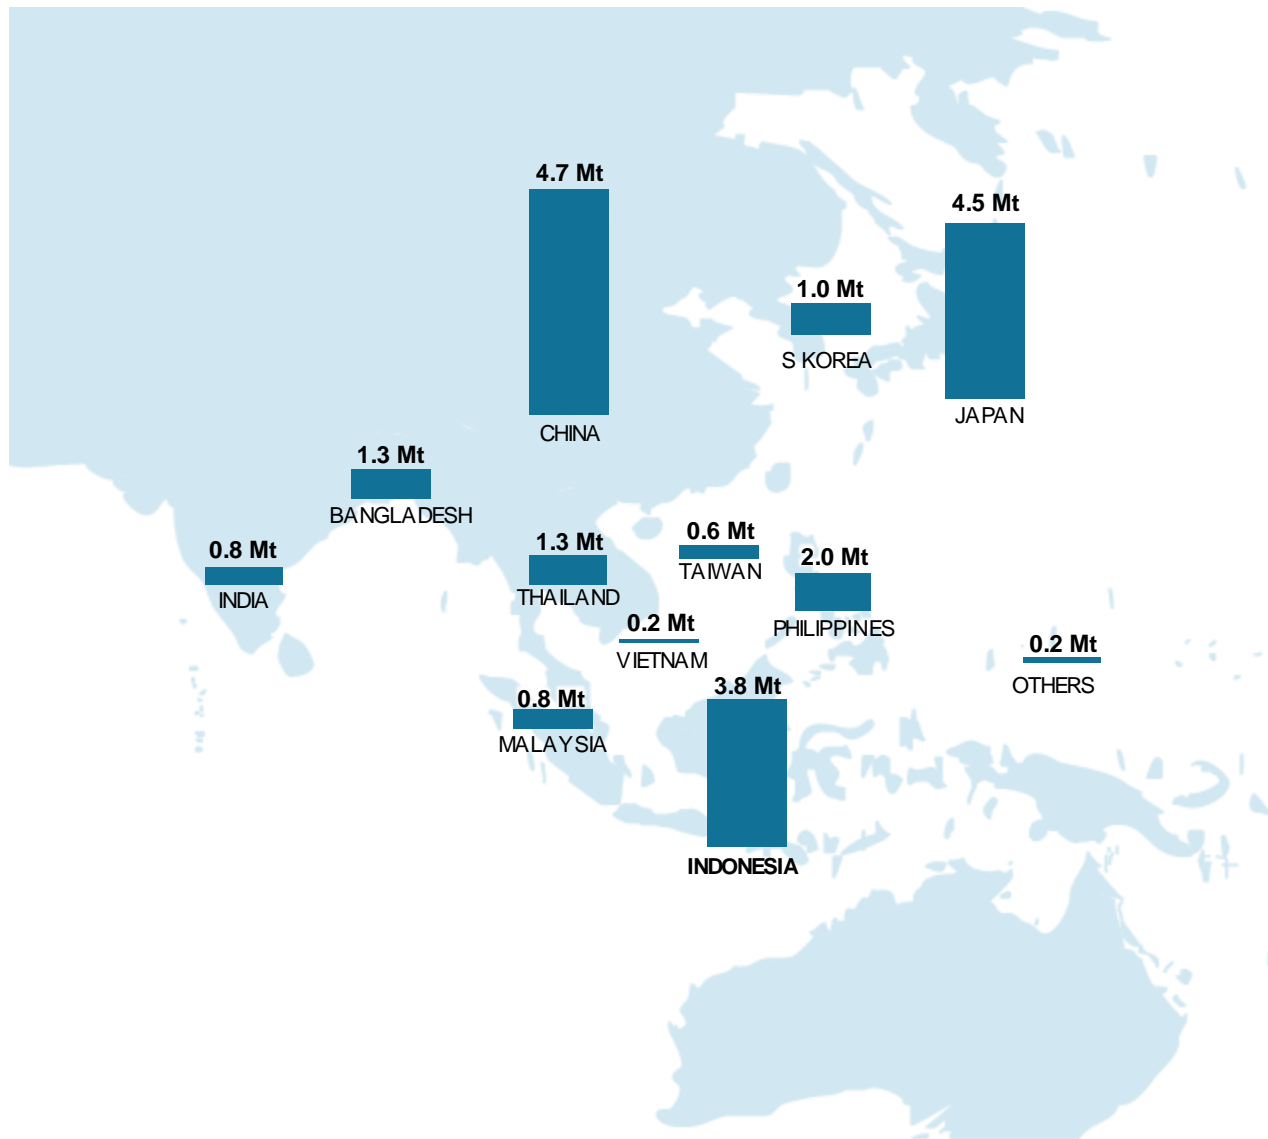 4.7 Mt
CHINA
4.5 Mt
JAPAN
1.0 Mt
S KOREA
1.3 Mt
BANGLADESH
0.8 Mt
INDIA
1.3 Mt
THAILAND
0.6 Mt
TAIWAN
2.0 Mt
PHILIPPINES
0.2 Mt
VIETNAM
0.2 Mt
OTHERS
0.8 Mt
MALAYSIA
3.8 Mt
INDONESIA